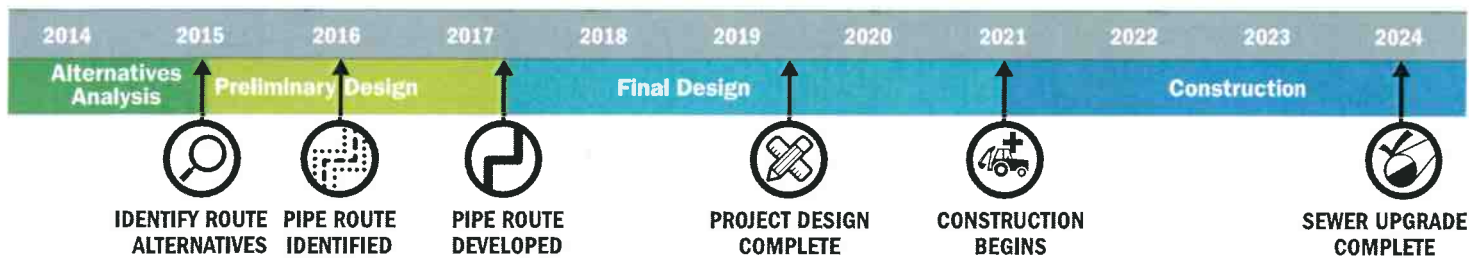 2014 2015 2016 2017 2018 2019 2020 2021 2022 2023 2024
Alternatives
Analysis
Preliminary Design
Final Design
Construction
IDENTIFY ROUTE
ALTERNATIVES
PIPE ROUTE
IDENTIFIED
PIPE ROUTE
DEVELOPED
PROJECT DESIGN
COMPLETE
CONSTRUCTION
BEGINS
SEWER UPGRADE
COMPLETE